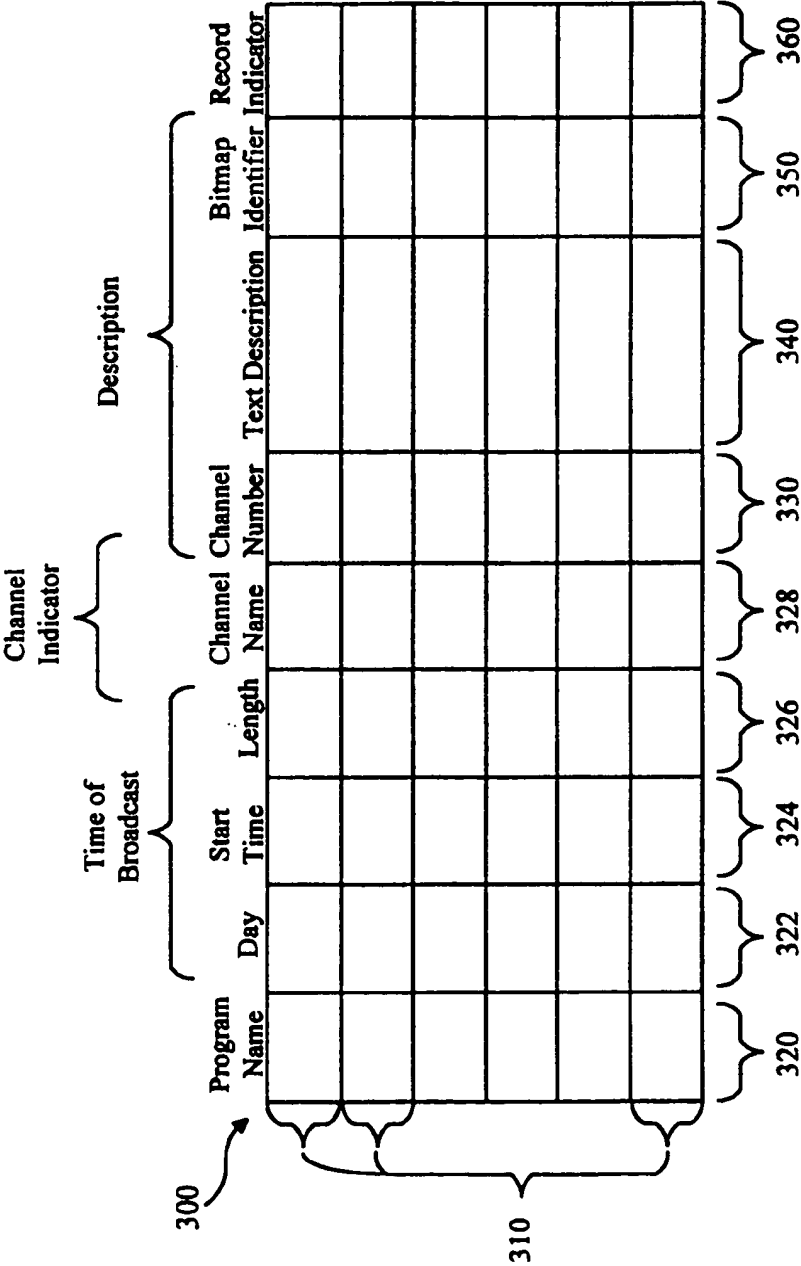 Channel
Indicator
Time of
Broadcast
Description
Program
Name
Day
Start
Time
Length
Channel
Name
Channel
Number
Text Description
Bitmap
Identifier
Record
Indicator
300
310
320
322
324
326
328
330
340
350
360